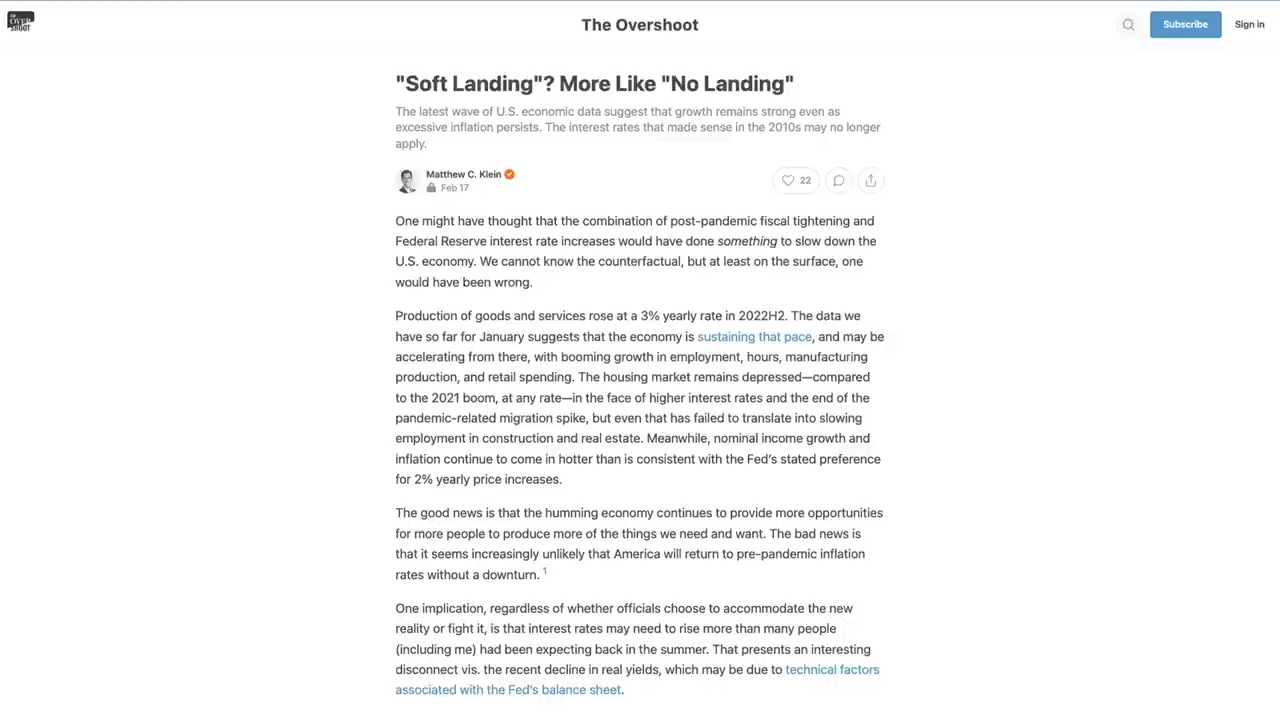 THE
OVER
SHOOT
The Overshoot
Subscribe
Sign in
"Soft Landing"? More Like "No Landing"
The latest wave of U.S. economic data suggest that growth remains strong even as
excessive inflation persists. The interest rates that made sense in the 2010s may no longer
apply.
Matthew C. Klein
Feb 17
22
One might have thought that the combination of post-pandemic fiscal tightening and
Federal Reserve interest rate increases would have done something to slow down the
U.S. economy. We cannot know the counterfactual, but at least on the surface, one
would have been wrong.
Production of goods and services rose at a 3% yearly rate in 2022H2. The data we
have so far for January suggests that the economy is sustaining that pace, and may be
accelerating from there, with booming growth in employment, hours, manufacturing
production, and retail spending. The housing market remains depressed—compared
to the 2021 boom, at any rate—in the face of higher interest rates and the end of the
pandemic-related migration spike, but even that has failed to translate into slowing
employment in construction and real estate. Meanwhile, nominal income growth and
inflation continue to come in hotter than is consistent with the Fed's stated preference
for 2% yearly price increases.
The good news is that the humming economy continues to provide more opportunities
for more people to produce more of the things we need and want. The bad news is
that it seems increasingly unlikely that America will return to pre-pandemic inflation
rates without a downturn. 1
One implication, regardless of whether officials choose to accommodate the new
reality or fight it, is that interest rates may need to rise more than many people
(including me) had been expecting back in the summer. That presents an interesting
disconnect vis. the recent decline in real yields, which may be due to technical factors
associated with the Fed's balance sheet.